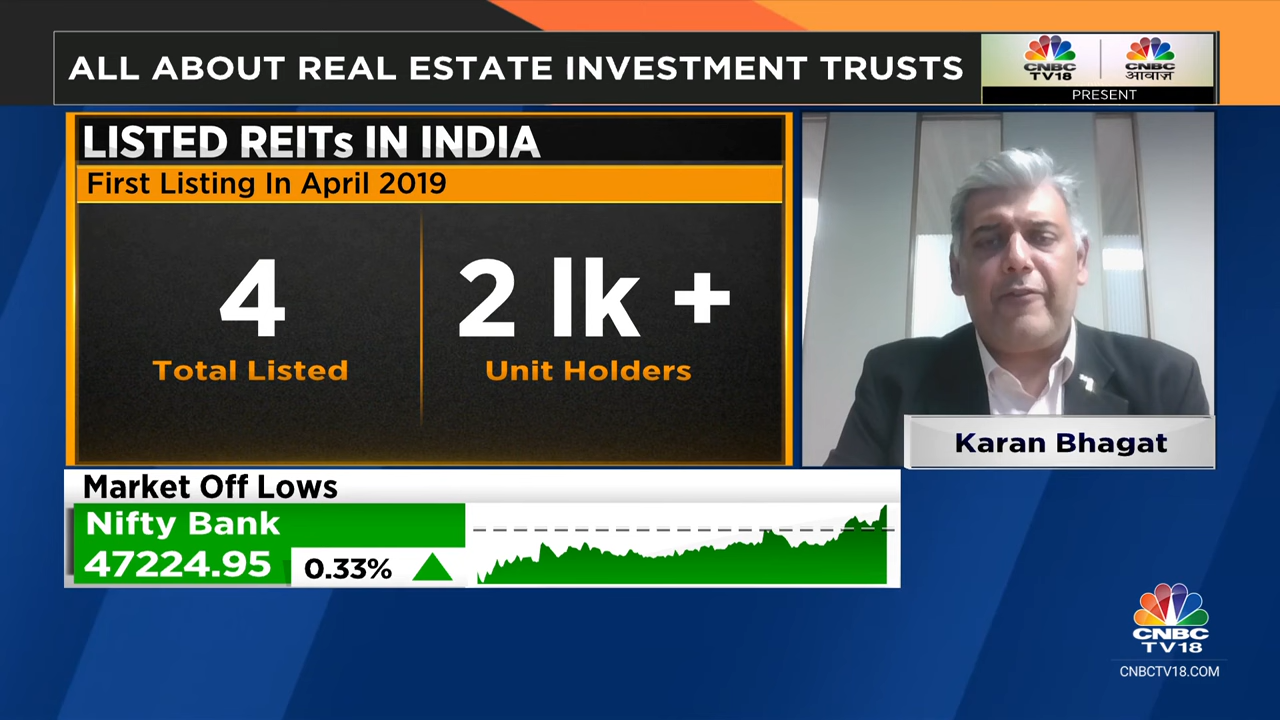 ALL ABOUT REAL ESTATE INVESTMENT TRUSTS
CNBC
TV18
CNBC
आवाज़
PRESENT
LISTED REITs IN INDIA
First Listing In April 2019
4
Total Listed
2 lk +
Unit Holders
Karan Bhagat
Market Off Lows
Nifty Bank
47224.95
0.33%
CNBC
TV18
CNBCTV18.COM